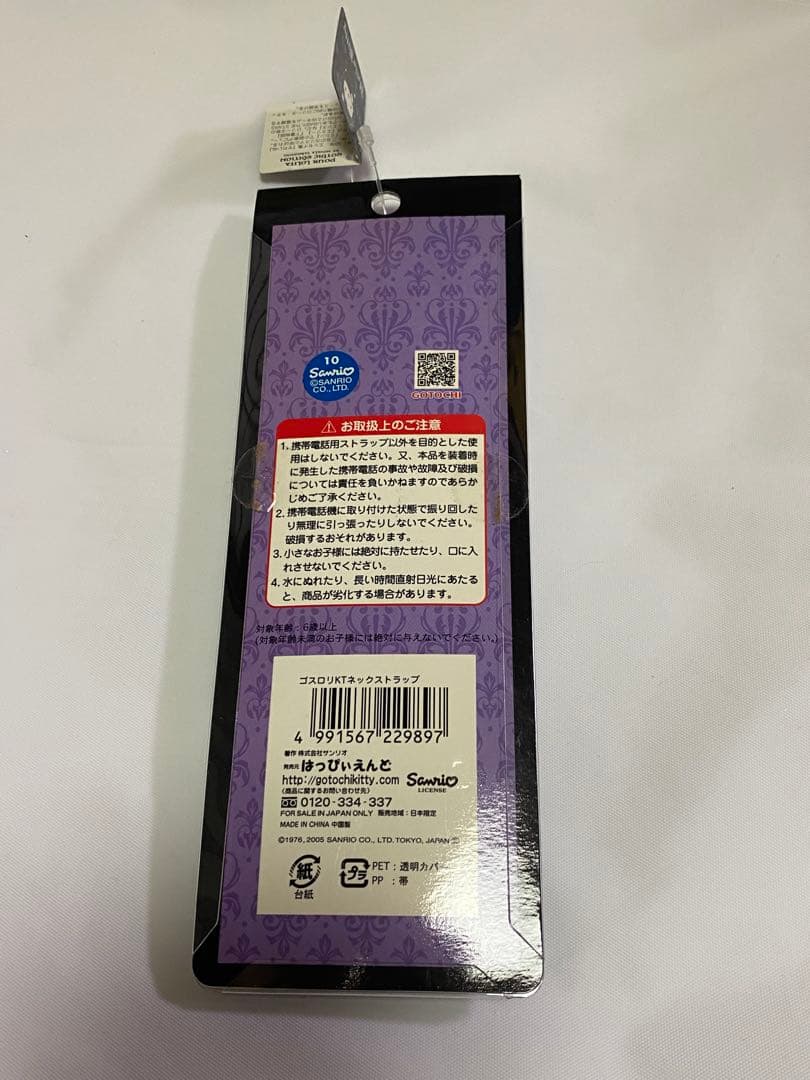 POUR LOLITA
GOTHIC EDITION
10
Sanrio
©SANRIO
CO., LTD.
GOTOCHI
お取扱上のご注意
1. 携帯電話用ストラップ以外を目的とした使
用はしないでください。又、本品を装着時
に発生した携帯電話の事故や故障及び破損
については責任を負いかねますのであらか
じめご了承ください。
2. 携帯電話機に取り付けた状態で振り回した
り無理に引っ張ったりしないでください。
破損するおそれがあります。
3. 小さなお子様には絶対に持たせたり、口に入
れさせないでください。
4. 水にぬれたり、長い時間直射日光にあたる
と、商品が劣化する場合があります。
対象年齢：6歳以上
(対象年齢未満のお子様には絶対に与えないでください。)
ゴスロリKTネックストラップ
4 991567 229897
著作 株式会社サンリオ
発売元 はっぴぃえんど
http://gotochikitty.com Sanrio
(商品に関するお問い合わせ先) LICENSE
0120-334-337
FOR SALE IN JAPAN ONLY 販売地域：日本限定
MADE IN CHINA 中国製
©1976, 2005 SANRIO CO., LTD. TOKYO, JAPAN
紙 プラ PET：透明カバー
台紙 PP ：帯